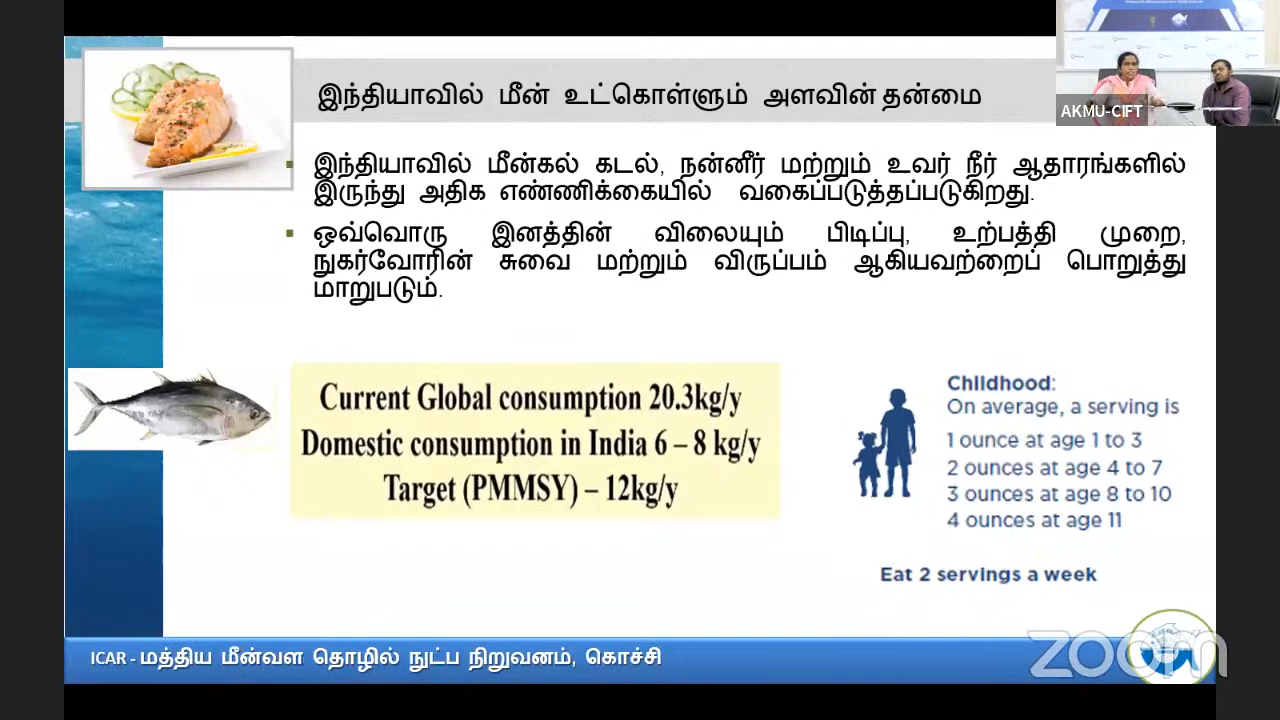 இந்தியாவில் மீன் உட்கொள்ளும் அளவின் தன்மை
AKMU-CIFT
இந்தியாவில் மீன்கல் கடல், நன்னீர் மற்றும் உவர் நீர் ஆதாரங்களில்
இருந்து அதிக எண்ணிக்கையில் வகைப்படுத்தப்படுகிறது.
ஒவ்வொரு இனத்தின் விலையும் பிடிப்பு, உற்பத்தி முறை,
நுகர்வோரின் சுவை மற்றும் விருப்பம் ஆகியவற்றைப் பொறுத்து
மாறுபடும்.
Current Global consumption 20.3kg/y
Domestic consumption in India 6 – 8 kg/y
Target (PMMSY) – 12kg/y
Childhood:
On average, a serving is
1 ounce at age 1 to 3
2 ounces at age 4 to 7
3 ounces at age 8 to 10
4 ounces at age 11
Eat 2 servings a week
ICAR - மத்திய மீன்வள தொழில் நுட்ப நிறுவனம், கொச்சி
zoom